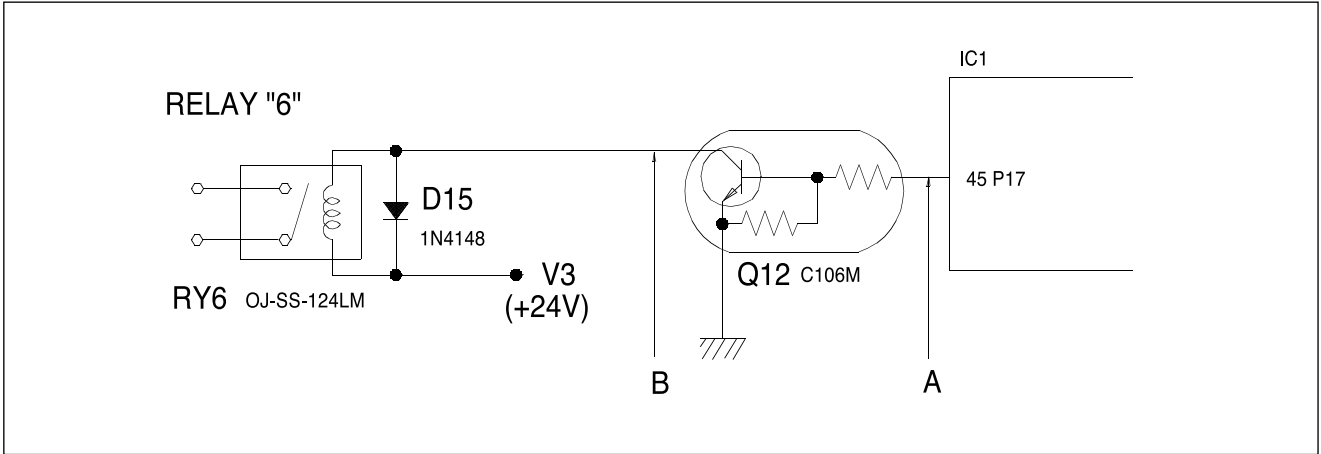 IC1
RELAY "6"
45 P17
D15
1N4148
V3
(+24V)
Q12 C106M
RY6 OJ-SS-124LM
B
A